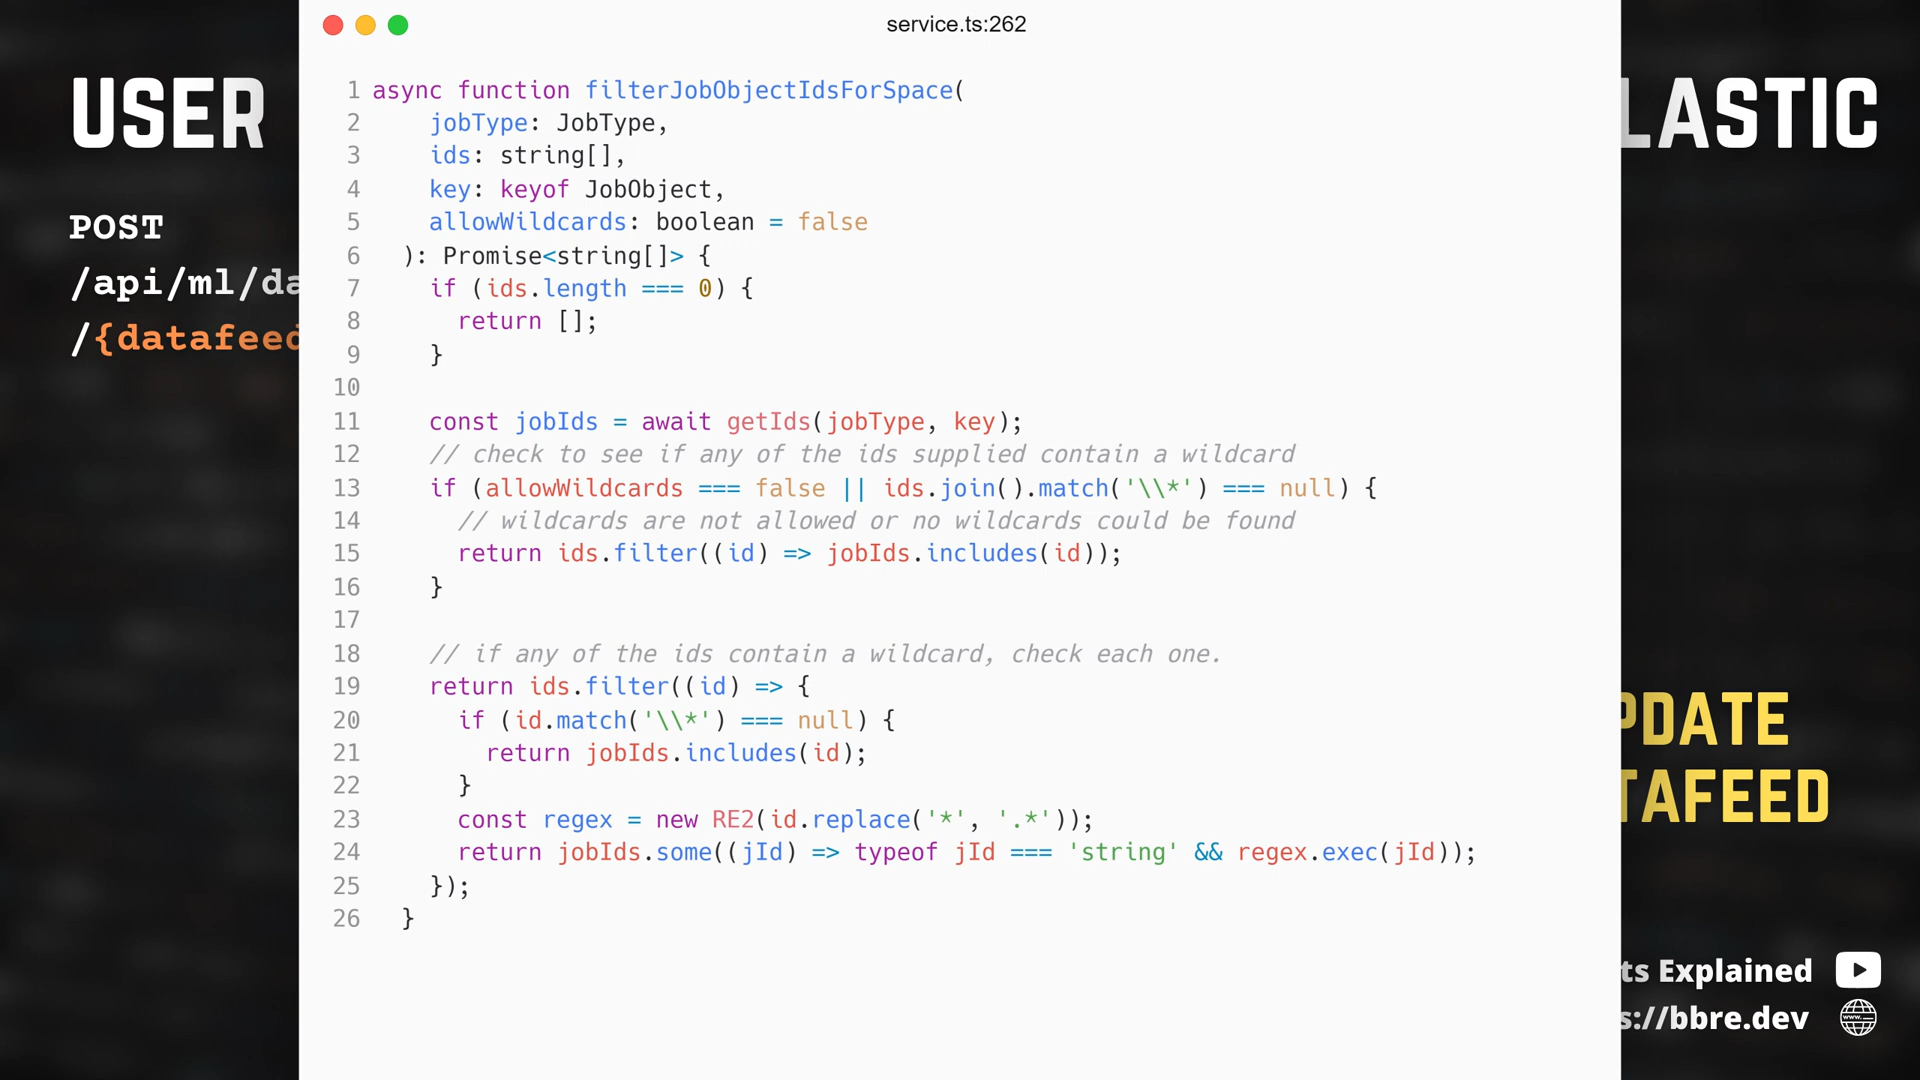 service.ts:262
USER
POST
/api/ml/da
/{datafeed
1 async function filterJobObjectIdsForSpace(
2 jobType: JobType,
3 ids: string[],
4 key: keyof JobObject,
5 allowWildcards: boolean = false
6 ): Promise<string[]> {
7 if (ids.length === 0) {
8 return [];
9 }
10
11 const jobIds = await getIds(jobType, key);
12 // check to see if any of the ids supplied contain a wildcard
13 if (allowWildcards === false || ids.join().match('\\*') === null) {
14 // wildcards are not allowed or no wildcards could be found
15 return ids.filter((id) => jobIds.includes(id));
16 }
17
18 // if any of the ids contain a wildcard, check each one.
19 return ids.filter((id) => {
20 if (id.match('\\*') === null) {
21 return jobIds.includes(id);
22 }
23 const regex = new RE2(id.replace('*', '.*'));
24 return jobIds.some((jId) => typeof jId === 'string' && regex.exec(jId));
25 });
26 }
LASTIC
PDATE
TAFEED
ts Explained
s://bbre.dev